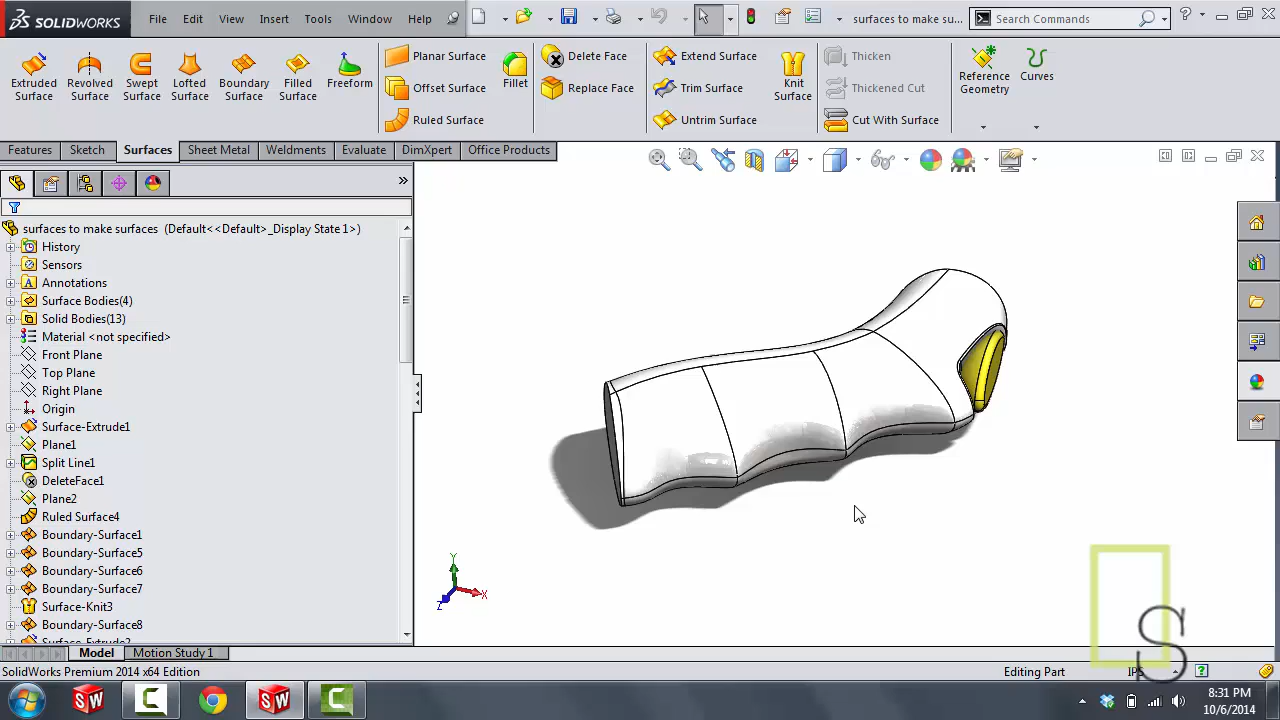 SOLIDWORKS File Edit View Insert Tools Window Help surfaces to make su... Search Commands
Extruded Surface
Revolved Surface
Swept Surface
Lofted Surface
Boundary Surface
Filled Surface
Freeform
Planar Surface
Offset Surface
Ruled Surface
Fillet
Delete Face
Replace Face
Extend Surface
Trim Surface
Untrim Surface
Knit Surface
Thicken
Thickened Cut
Cut With Surface
Reference Geometry
Curves
Features Sketch Surfaces Sheet Metal Weldments Evaluate DimXpert Office Products
surfaces to make surfaces (Default<<Default>_Display State 1>)
History
Sensors
Annotations
Surface Bodies(4)
Solid Bodies(13)
Material <not specified>
Front Plane
Top Plane
Right Plane
Origin
Surface-Extrude1
Plane1
Split Line1
DeleteFace1
Plane2
Ruled Surface4
Boundary-Surface1
Boundary-Surface5
Boundary-Surface6
Boundary-Surface7
Surface-Knit3
Boundary-Surface8
Surface-Extrude2
Y
X
Z
S
Model Motion Study 1
SolidWorks Premium 2014 x64 Edition Editing Part IPS
SW SW
8:31 PM
10/6/2014